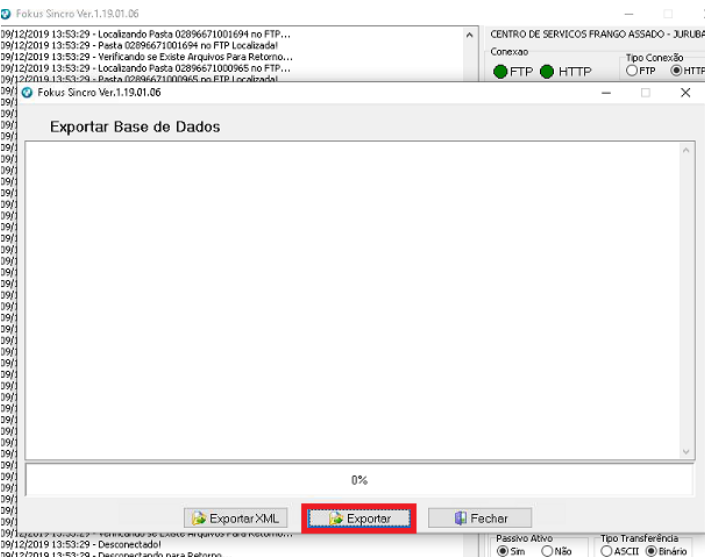 Fokus Sincro Ver.1.19.01.06
09/12/2019 13:53:29 - Localizando Pasta 02896671001694 no FTP...
09/12/2019 13:53:29 - Pasta 02896671001694 no FTP Localizada!
09/12/2019 13:53:29 - Verificando se Existe Arquivos Para Retorno...
09/12/2019 13:53:29 - Localizando Pasta 02896671000965 no FTP...
09/12/2019 13:53:29 - Pasta 02896671000965 no FTP Localizada!
CENTRO DE SERVICOS FRANGO ASSADO - JURUBA
Conexao
FTP HTTP
Tipo Conexão
FTP HTTP
Fokus Sincro Ver.1.19.01.06
Exportar Base de Dados
0%
Exportar XML Exportar Fechar
09/12/2019 13:53:29 - Verificando se Existe Arquivos Para Retorno...
09/12/2019 13:53:29 - Desconectado!
09/12/2019 13:53:29 - Desconectando para Retorno...
Passivo Ativo
Sim Não
Tipo Transferência
ASCII Binário